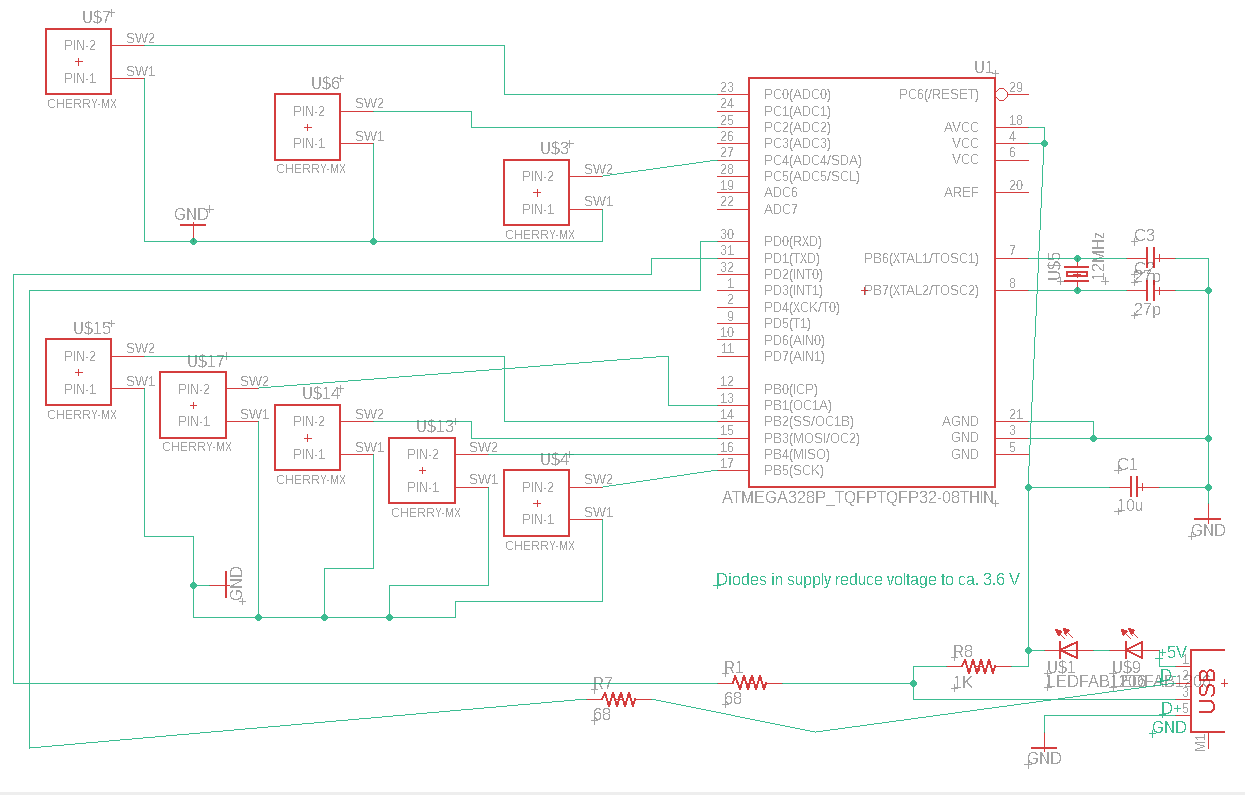 U$7
PIN-2
SW2
PIN-1
SW1
CHERRY-MX
U$6
PIN-2
SW2
PIN-1
SW1
CHERRY-MX
U$3
PIN-2
SW2
PIN-1
SW1
CHERRY-MX
GND
U1
23 PC0(ADC0)
24 PC1(ADC1)
25 PC2(ADC2)
26 PC3(ADC3)
27 PC4(ADC4/SDA)
28 PC5(ADC5/SCL)
19 ADC6
22 ADC7
30 PD0(RXD)
31 PD1(TXD)
32 PD2(INT0)
1 PD3(INT1)
2 PD4(XCK/T0)
9 PD5(T1)
10 PD6(AIN0)
11 PD7(AIN1)
12 PB0(ICP)
13 PB1(OC1A)
14 PB2(SS/OC1B)
15 PB3(MOSI/OC2)
16 PB4(MISO)
17 PB5(SCK)
PC6(/RESET) 29
AVCC 18
VCC 4
VCC 6
AREF 20
PB6(XTAL1/TOSC1) 7
PB7(XTAL2/TOSC2) 8
AGND 21
GND 3
GND 5
ATMEGA328P_TQFPTQFP32-08THIN
U$5
12MHz
C3
27p
27p
C1
10u
GND
U$15
PIN-2
SW2
PIN-1
SW1
CHERRY-MX
U$17
PIN-2
SW2
PIN-1
SW1
CHERRY-MX
U$14
PIN-2
SW2
PIN-1
SW1
CHERRY-MX
U$13
PIN-2
SW2
PIN-1
SW1
CHERRY-MX
U$4
PIN-2
SW2
PIN-1
SW1
CHERRY-MX
GND
Diodes in supply reduce voltage to ca. 3.6 V
R8
1K
R1
68
R7
68
U$1
U$9
+5V
1
D-
2
3
D+
5
GND
USB
M1
GND